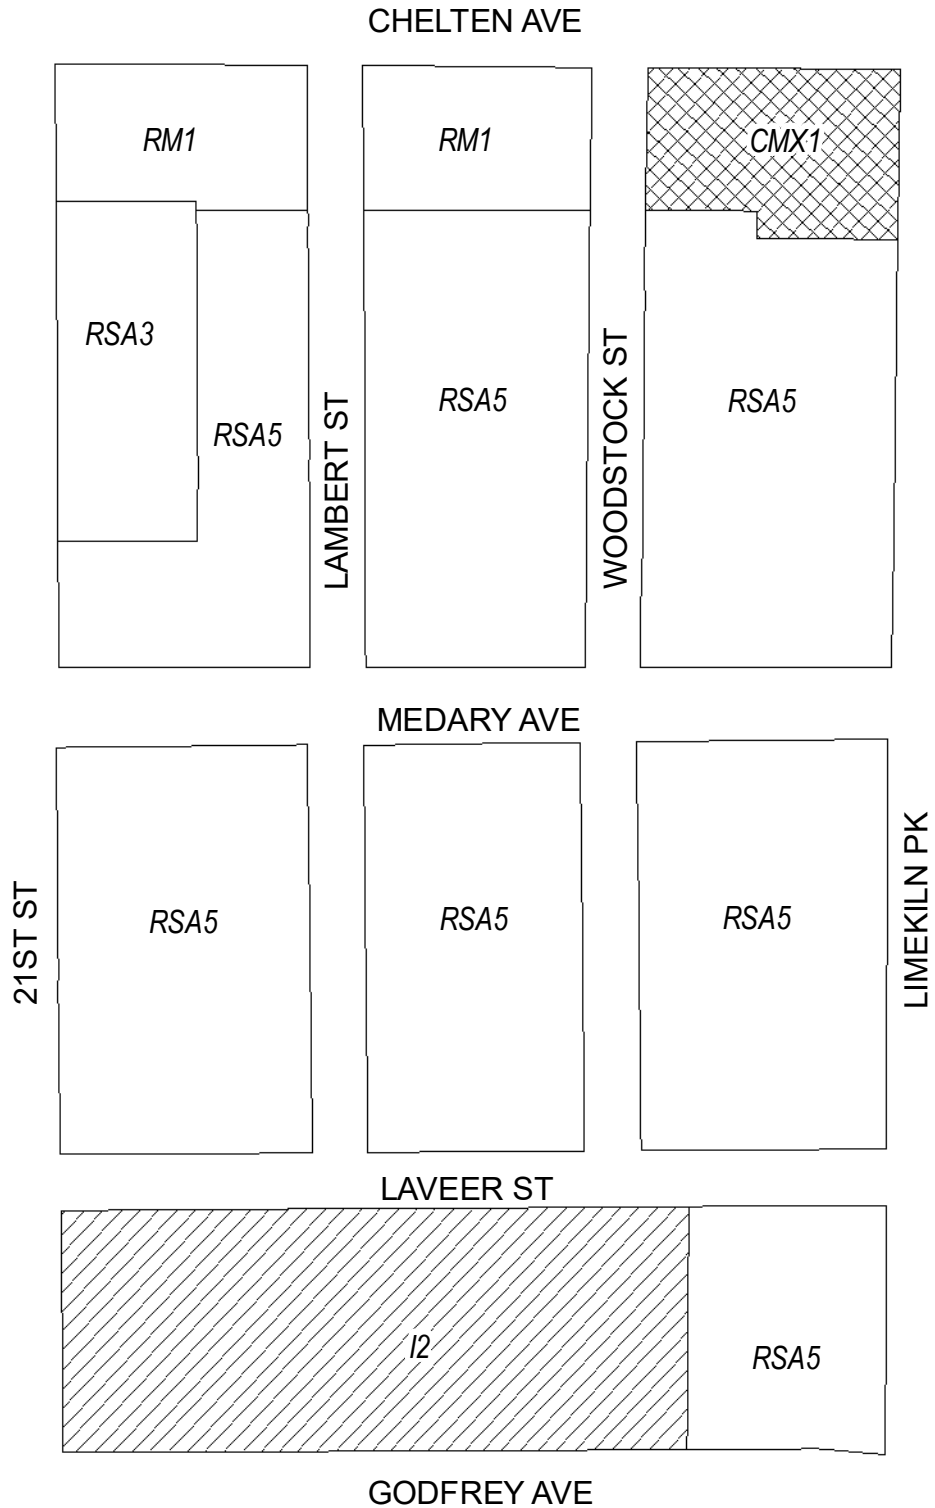 CHELTEN AVE
RM1
RM1
CMX1
RSA3
RSA5
RSA5
RSA5
LAMBERT ST
WOODSTOCK ST
MEDARY AVE
21ST ST
RSA5
RSA5
RSA5
LIMEKILN PK
LAVEER ST
I2
RSA5
GODFREY AVE